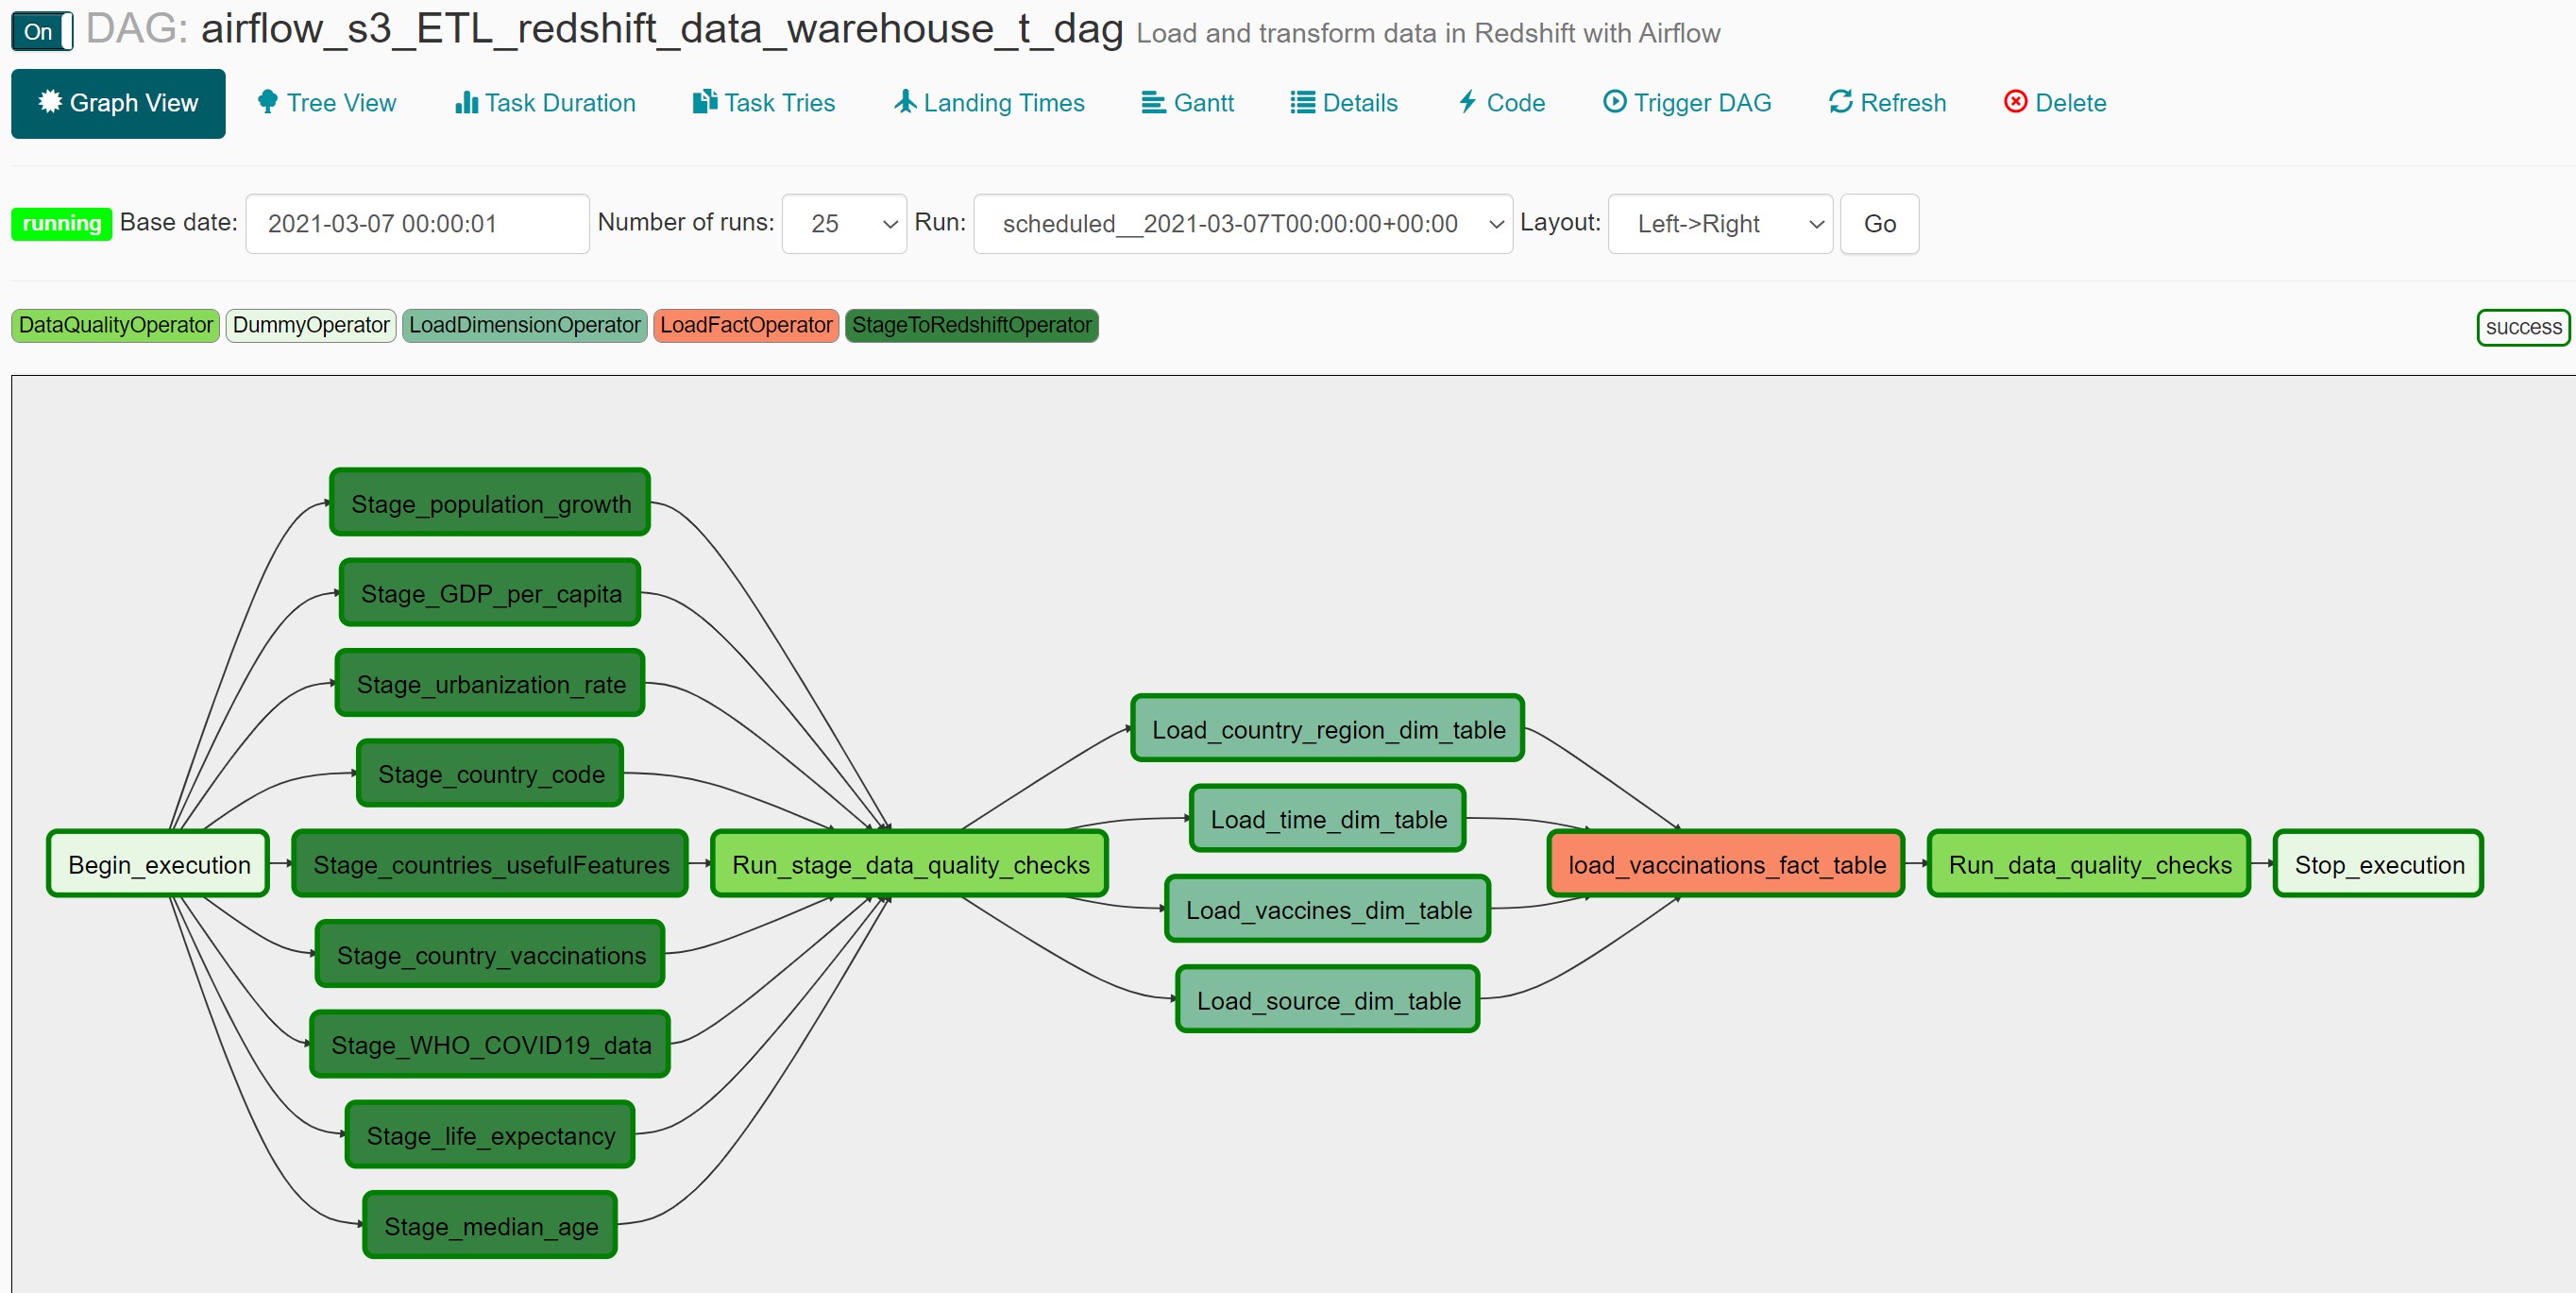 On DAG: airflow_s3_ETL_redshift_data_warehouse_t_dag Load and transform data in Redshift with Airflow
Graph View Tree View Task Duration Task Tries Landing Times Gantt Details Code Trigger DAG Refresh Delete
running Base date: 2021-03-07 00:00:01 Number of runs: 25 Run: scheduled__2021-03-07T00:00:00+00:00 Layout: Left->Right Go
DataQualityOperator DummyOperator LoadDimensionOperator LoadFactOperator StageToRedshiftOperator success
Stage_population_growth
Stage_GDP_per_capita
Stage_urbanization_rate
Load_country_region_dim_table
Stage_country_code
Load_time_dim_table
Begin_execution Stage_countries_usefulFeatures Run_stage_data_quality_checks load_vaccinations_fact_table Run_data_quality_checks Stop_execution
Load_vaccines_dim_table
Stage_country_vaccinations
Load_source_dim_table
Stage_WHO_COVID19_data
Stage_life_expectancy
Stage_median_age